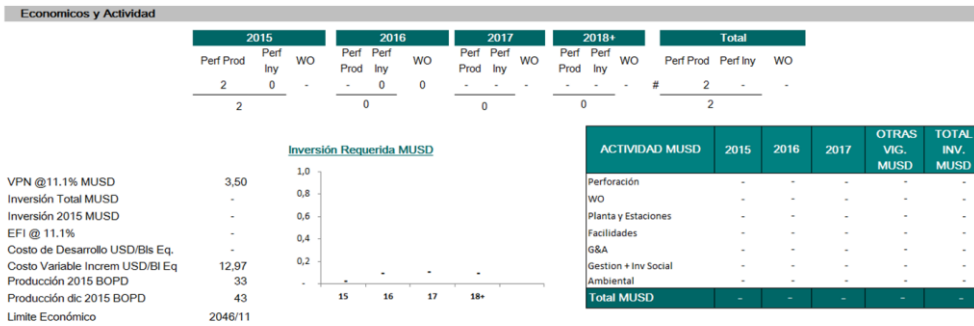 Economicos y Actividad
2015 2016 2017 2018+ Total
Perf Prod Perf Iny WO Perf Prod Perf Iny WO Perf Prod Perf Iny WO Perf Prod Perf Iny WO Perf Prod Perf Iny WO
2 0 - - 0 0 - - - - - - # 2 - -
2 0 0 0 2
VPN @11.1% MUSD 3,50
Inversión Total MUSD -
Inversión 2015 MUSD -
EFI @ 11.1% -
Costo de Desarrollo USD/Bls Eq. -
Costo Variable Increm USD/Bl Eq 12,97
Producción 2015 BOPD 33
Producción dic 2015 BOPD 43
Limite Económico 2046/11
Inversión Requerida MUSD
1,0
0,8
0,6
0,4
0,2
-
- - - -
15 16 17 18+
ACTIVIDAD MUSD 2015 2016 2017 OTRAS VIG. MUSD TOTAL INV. MUSD
Perforación - - - - -
WO - - - - -
Planta y Estaciones - - - - -
Facilidades - - - - -
G&A - - - - -
Gestion + Inv Social - - - - -
Ambiental - - - - -
Total MUSD - - - - -